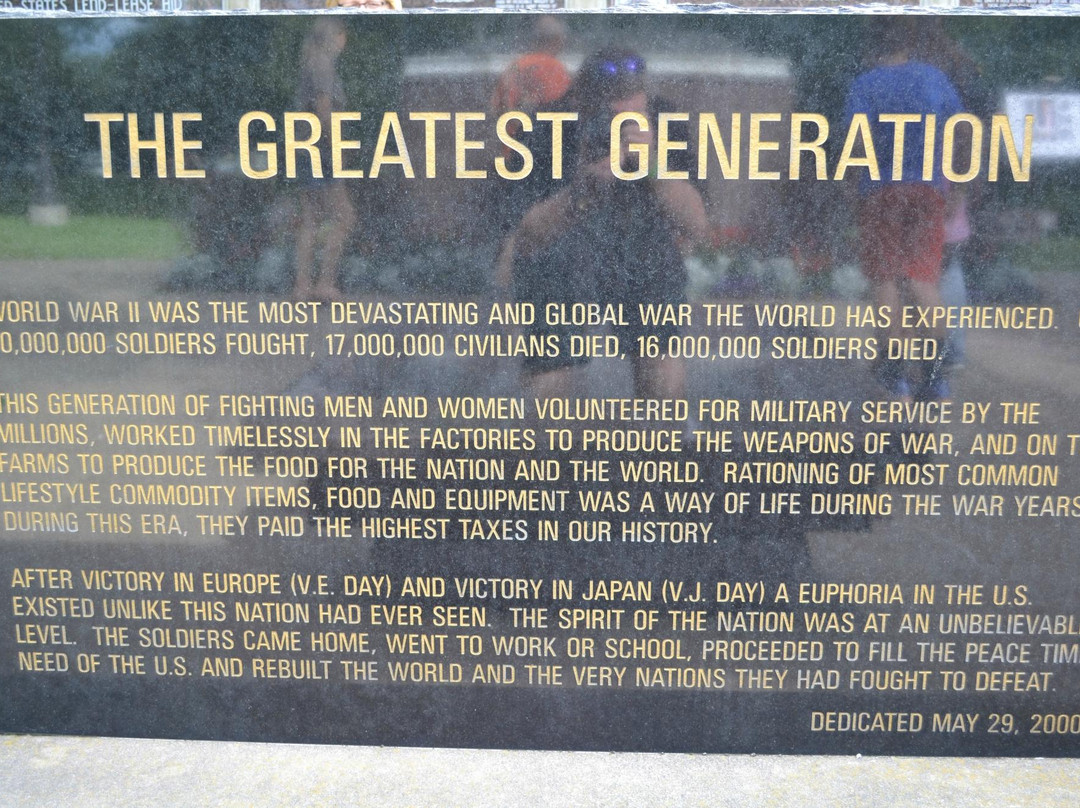 STATES LEND-LEASE AID
THE GREATEST GENERATION
WORLD WAR II WAS THE MOST DEVASTATING AND GLOBAL WAR THE WORLD HAS EXPERIENCED.
0,000,000 SOLDIERS FOUGHT, 17,000,000 CIVILIANS DIED, 16,000,000 SOLDIERS DIED.
THIS GENERATION OF FIGHTING MEN AND WOMEN VOLUNTEERED FOR MILITARY SERVICE BY THE
MILLIONS, WORKED TIMELESSLY IN THE FACTORIES TO PRODUCE THE WEAPONS OF WAR, AND ON T
FARMS TO PRODUCE THE FOOD FOR THE NATION AND THE WORLD. RATIONING OF MOST COMMON
LIFESTYLE COMMODITY ITEMS, FOOD AND EQUIPMENT WAS A WAY OF LIFE DURING THE WAR YEARS
DURING THIS ERA, THEY PAID THE HIGHEST TAXES IN OUR HISTORY.
AFTER VICTORY IN EUROPE (V.E. DAY) AND VICTORY IN JAPAN (V.J. DAY) A EUPHORIA IN THE U.S.
EXISTED UNLIKE THIS NATION HAD EVER SEEN. THE SPIRIT OF THE NATION WAS AT AN UNBELIEVABL
LEVEL. THE SOLDIERS CAME HOME, WENT TO WORK OR SCHOOL, PROCEEDED TO FILL THE PEACE TIM
NEED OF THE U.S. AND REBUILT THE WORLD AND THE VERY NATIONS THEY HAD FOUGHT TO DEFEAT.
DEDICATED MAY 29, 2000